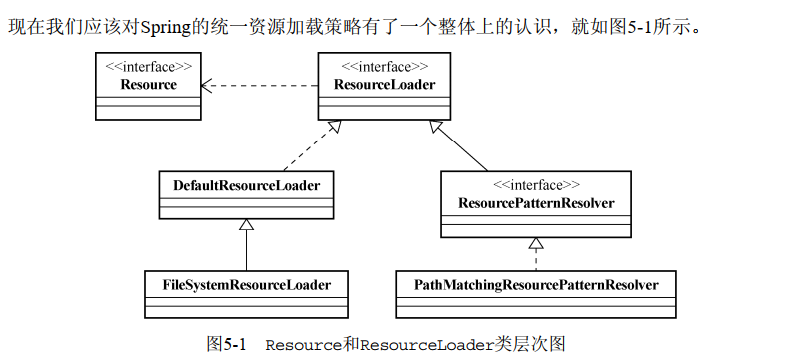 现在我们应该对Spring的统一资源加载策略有了一个整体上的认识，就如图5-1所示。
<<interface>>
Resource
<<interface>>
ResourceLoader
DefaultResourceLoader
<<interface>>
ResourcePatternResolver
FileSystemResourceLoader
PathMatchingResourcePatternResolver
图5-1 Resource和ResourceLoader类层次图